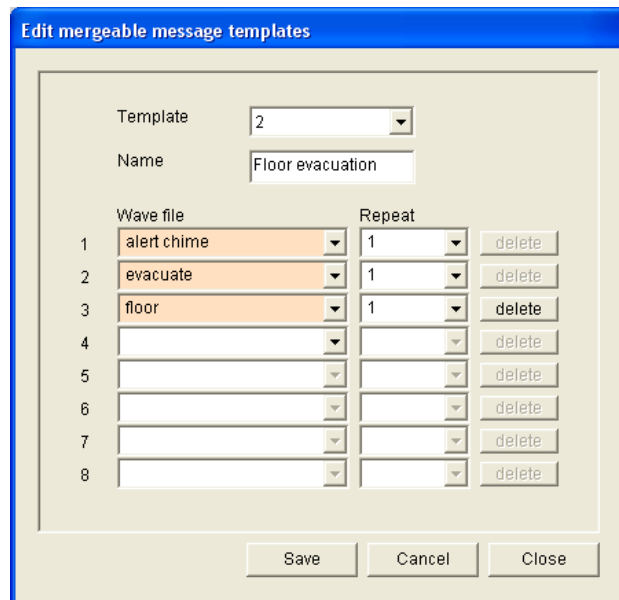 Edit mergeable message templates
Template 2
Name Floor evacuation
Wave file Repeat
1 alert chime 1 delete
2 evacuate 1 delete
3 floor 1 delete
4 delete
5 delete
6 delete
7 delete
8 delete
Save Cancel Close